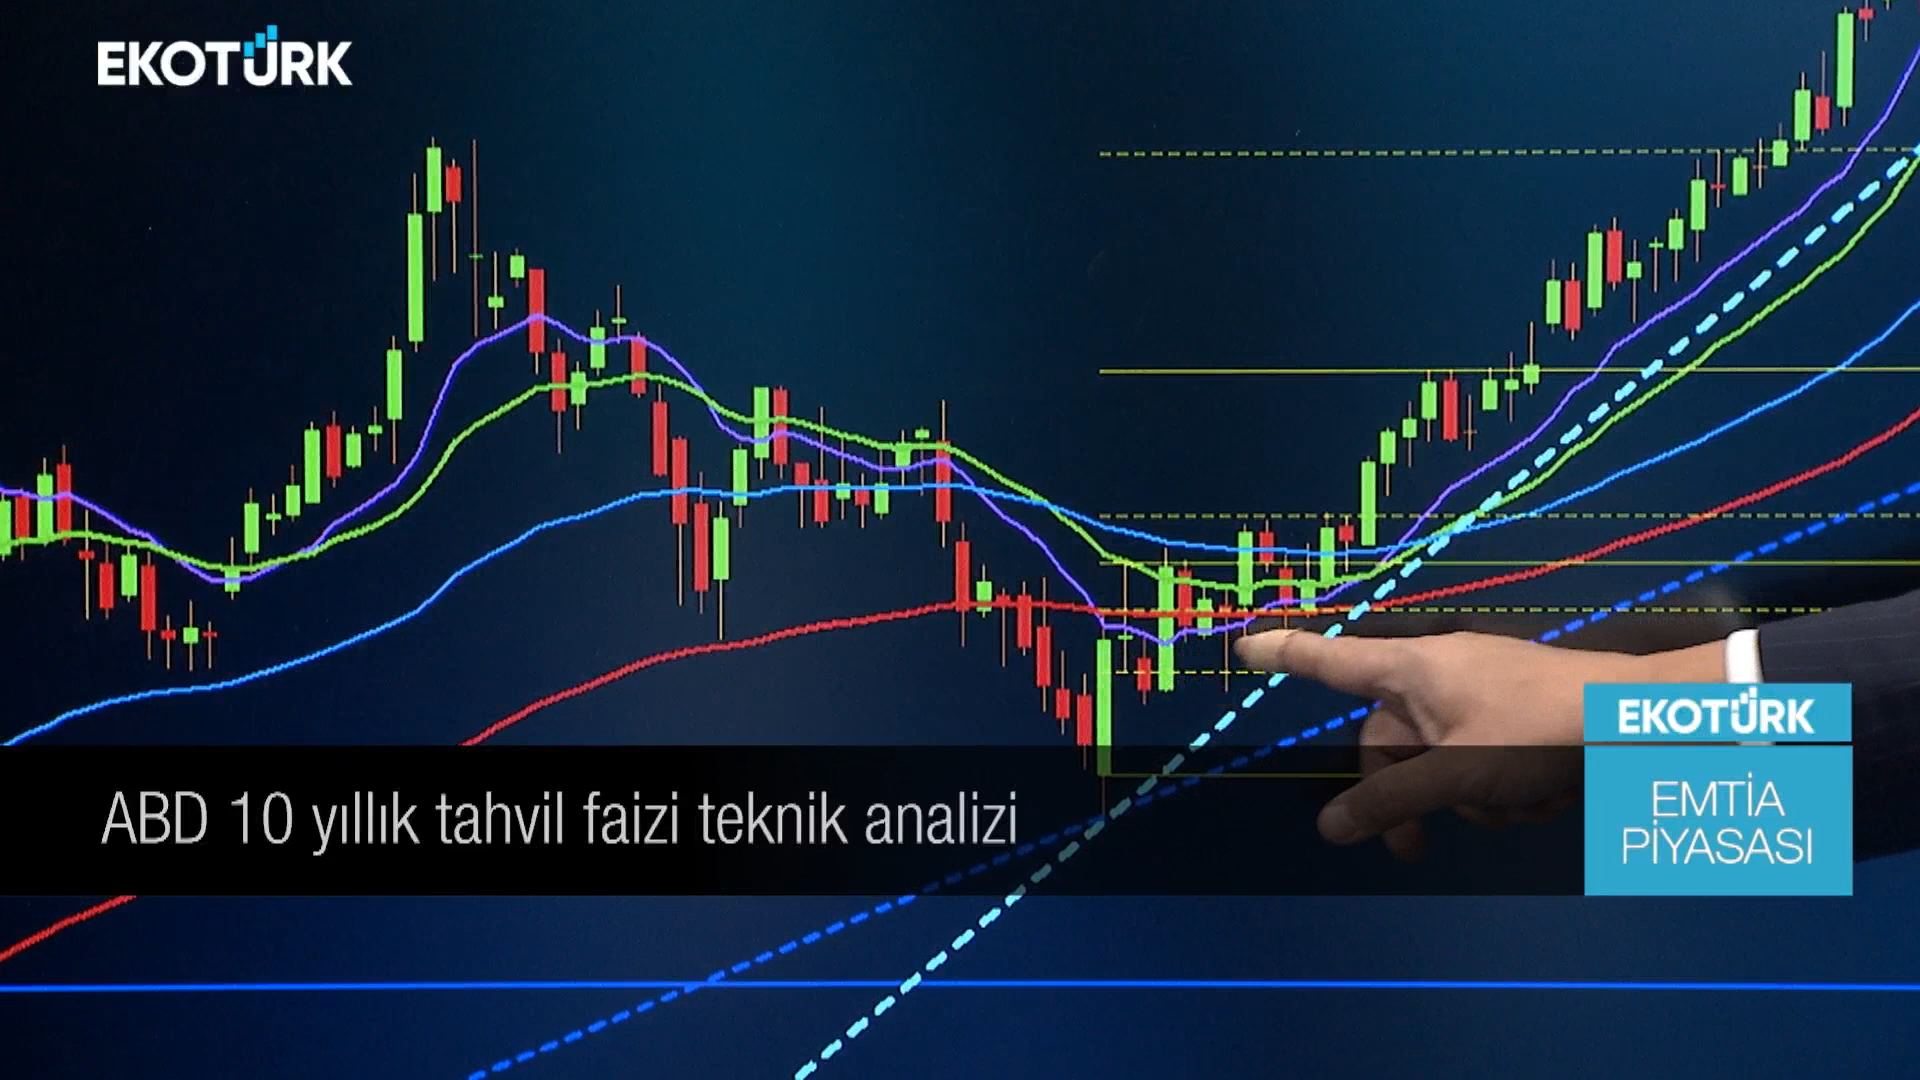 EKOTÜRK
EKOTÜRK
ABD 10 yıllık tahvil faizi teknik analizi
EMTİA
PİYASASI